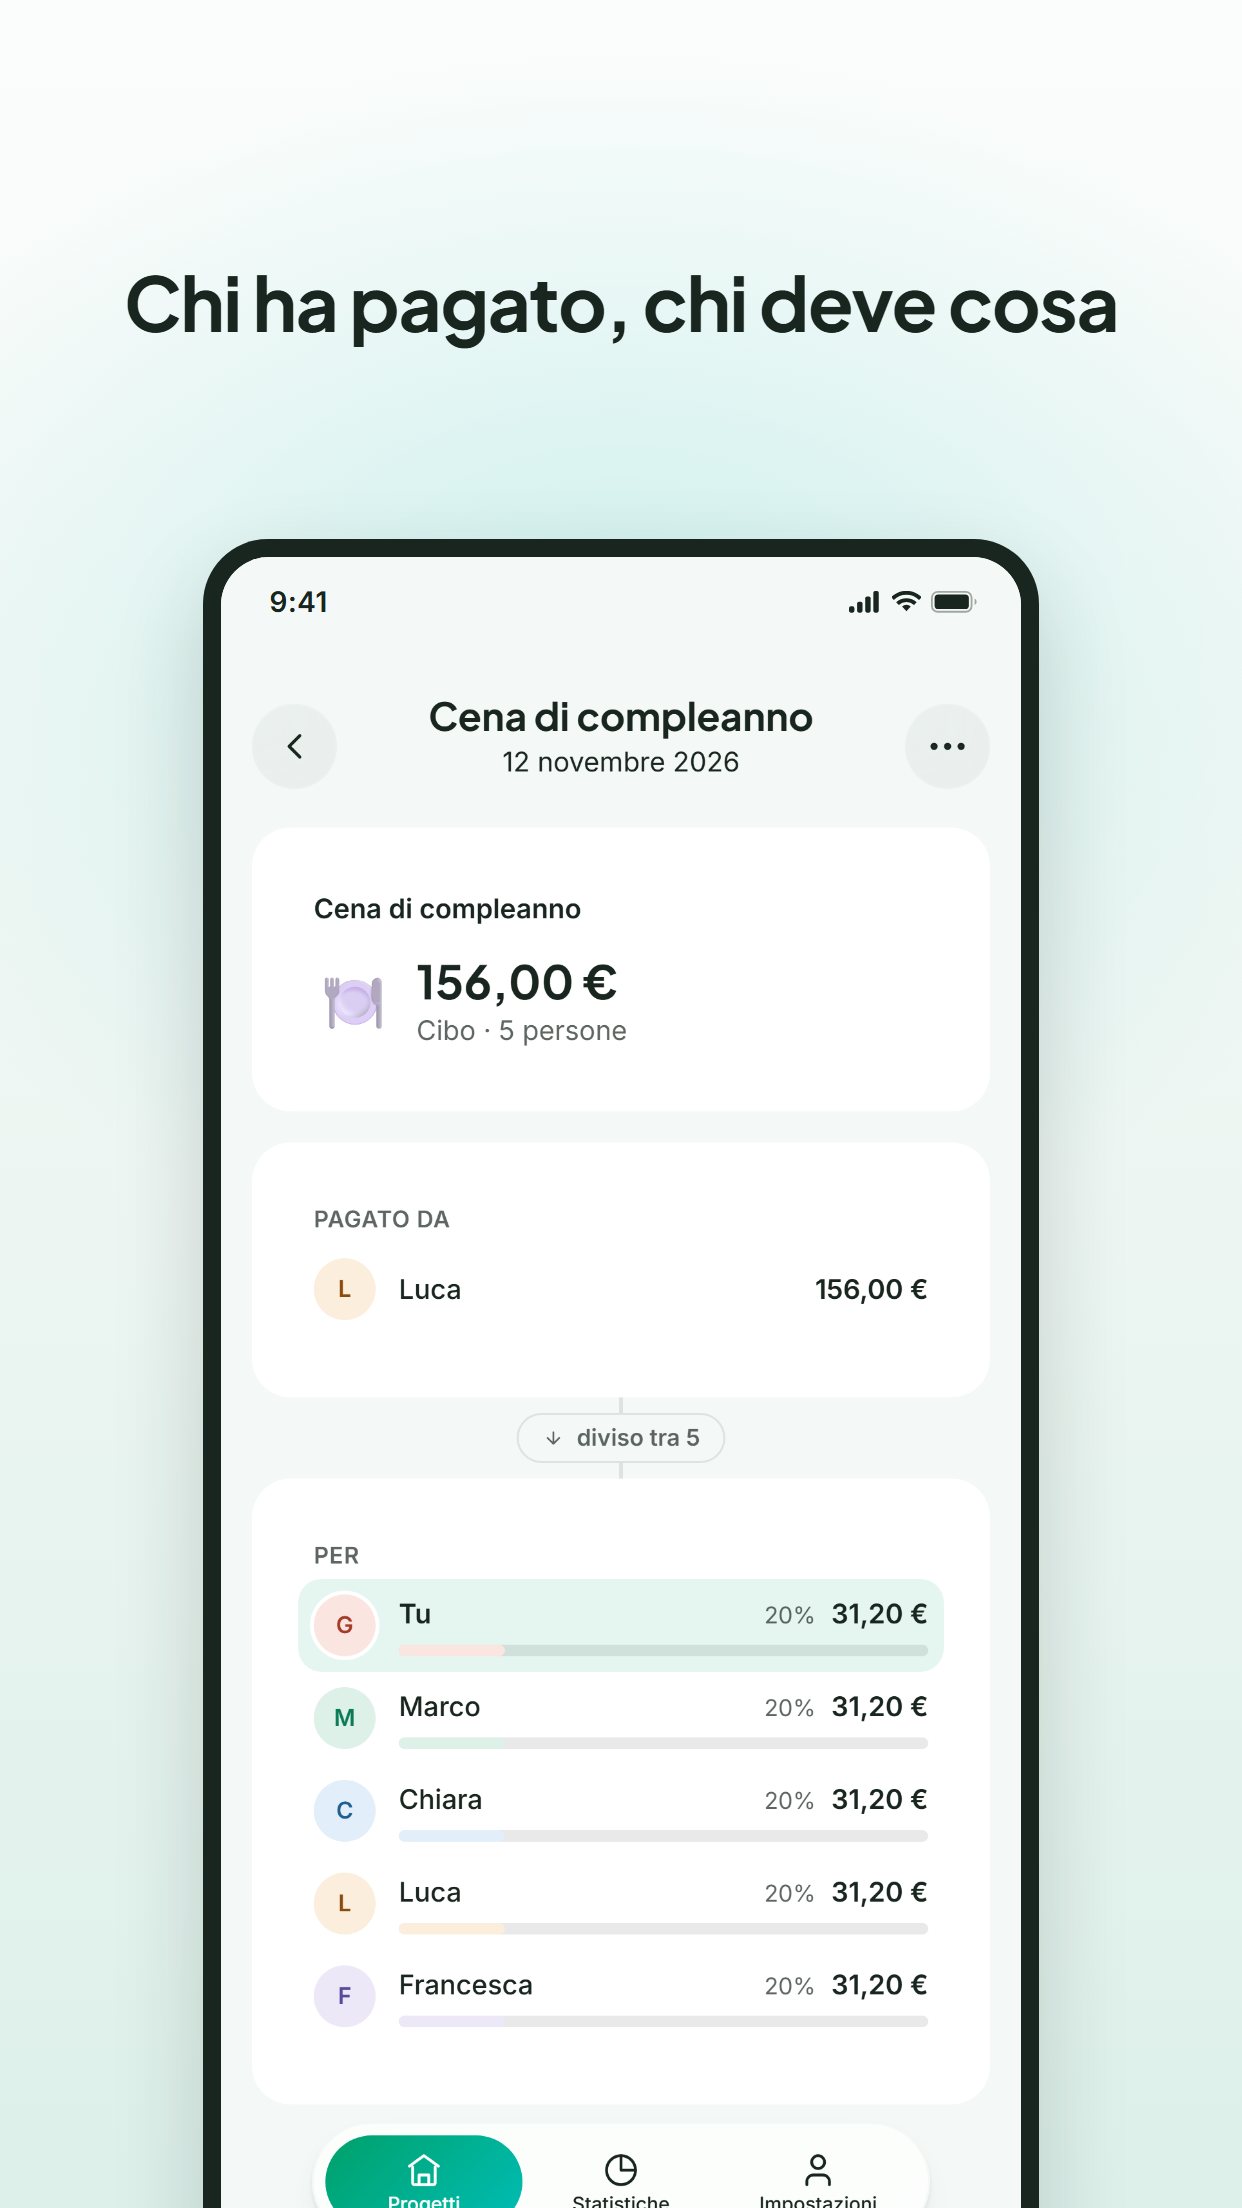 Chi ha pagato, chi deve cosa
9:41
Cena di compleanno
12 novembre 2026
Cena di compleanno
156,00 €
Cibo · 5 persone
PAGATO DA
L Luca 156,00 €
diviso tra 5
PER
G Tu 20% 31,20 €
M Marco 20% 31,20 €
C Chiara 20% 31,20 €
L Luca 20% 31,20 €
F Francesca 20% 31,20 €
Progetti Statistiche Impostazioni